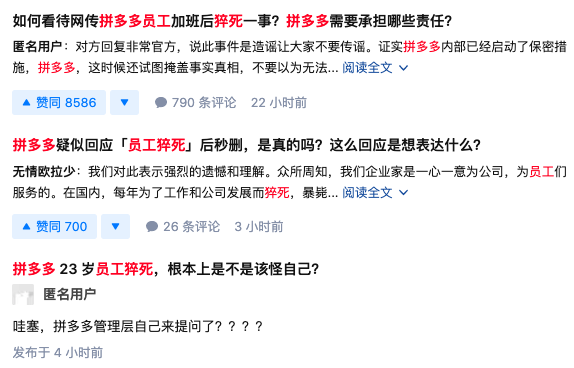 如何看待网传拼多多员工加班后猝死一事？拼多多需要承担哪些责任？
匿名用户：对方回复非常官方，说此事件是造谣让大家不要传谣。证实拼多多内部已经启动了保密措
施，拼多多，这时候还试图掩盖事实真相，不要以为无法... 阅读全文
赞同 8586 790 条评论 22 小时前
拼多多疑似回应「员工猝死」后秒删，是真的吗？这么回应是想表达什么？
无情欧拉少：我们对此表示强烈的遗憾和理解。众所周知，我们企业家是一心一意为公司，为员工们
服务的。在国内，每年为了工作和公司发展而猝死，暴毙... 阅读全文
赞同 700 26 条评论 3 小时前
拼多多 23 岁员工猝死，根本上是不是该怪自己？
匿名用户
哇塞，拼多多管理层自己来提问了？？？？
发布于 4 小时前